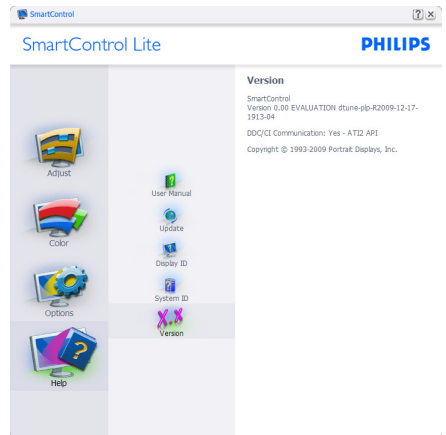 SmartControl
SmartControl Lite
PHILIPS
Adjust
Color
Options
Help
User Manual
Update
Display ID
System ID
X.X
Version
Version
SmartControl
Version 0.00 EVALUATION dtune-plp-R2009-12-17-
1913-04
DDC/CI Communication: Yes - ATI2 API
Copyright © 1993-2009 Portrait Displays, Inc.